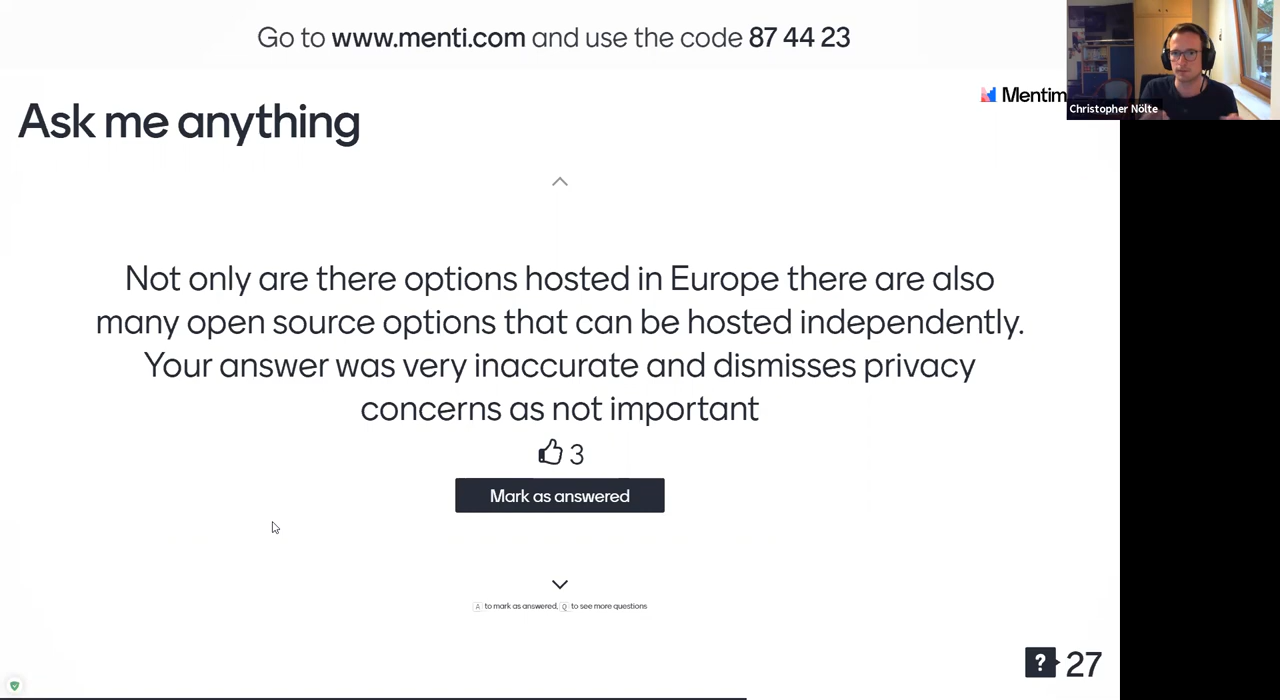 Go to www.menti.com and use the code 87 44 23
Mentim
Christopher Nölte
Ask me anything
Not only are there options hosted in Europe there are also
many open source options that can be hosted independently.
Your answer was very inaccurate and dismisses privacy
concerns as not important
3
Mark as answered
A to mark as answered, Q to see more questions
? 27